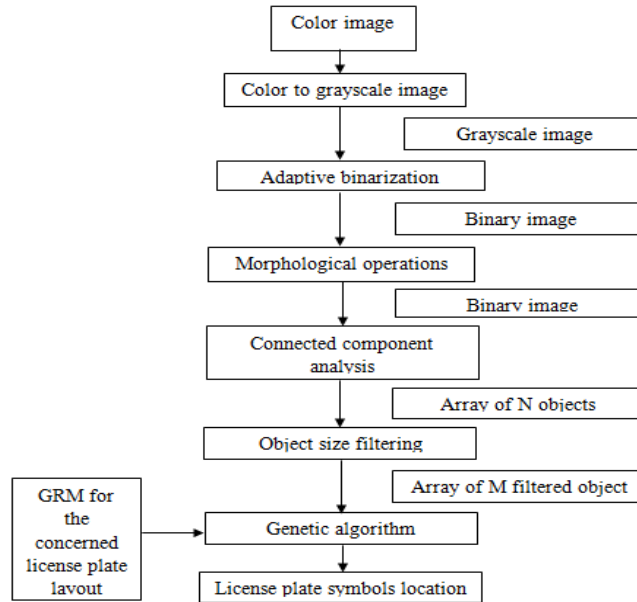 Color image
Color to grayscale image
Grayscale image
Adaptive binarization
Binary image
Morphological operations
Binary image
Connected component
analysis
Array of N objects
Object size filtering
Array of M filtered object
GRM for
the
concerned
license plate
layout
Genetic algorithm
License plate symbols location